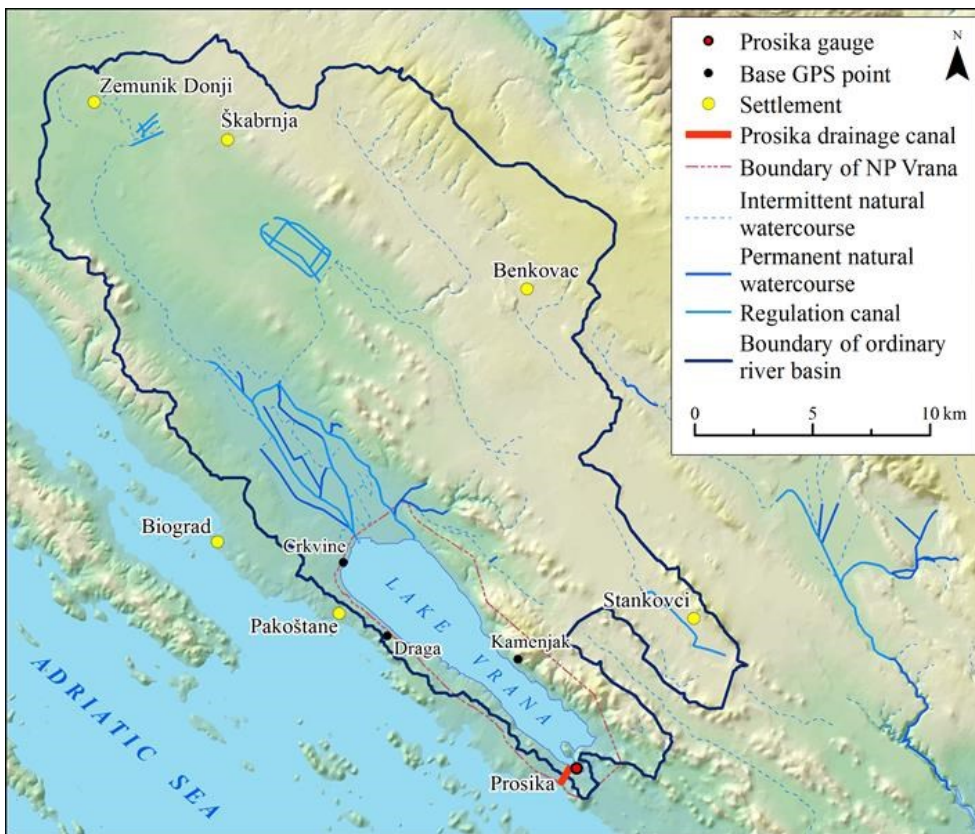 Prosika gauge
Base GPS point
Settlement
Prosika drainage canal
Boundary of NP Vrana
Intermittent natural
watercourse
Permanent natural
watercourse
Regulation canal
Boundary of ordinary
river basin
0 5 10 km
N
Zemunik Donji
Škabrnja
Benkovac
Biograd
Crkvine
Pakoštane
Draga
LAKE
VRANA
Kamenjak
Stankovci
Prosika
ADRIATIC SEA